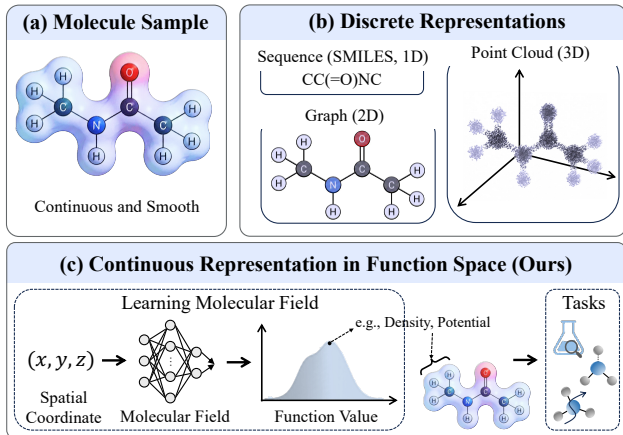 (a) Molecule Sample
H
H
H
C
N
H
O
C
C
H
H
H
Continuous and Smooth
(b) Discrete Representations
Sequence (SMILES, 1D)
CC(=O)NC
Graph (2D)
H
H
H
C
N
H
O
C
C
H
H
H
Point Cloud (3D)
(c) Continuous Representation in Function Space (Ours)
Learning Molecular Field
(x, y, z)
Spatial
Coordinate
Molecular Field
Function Value
e.g., Density, Potential
H
H
H
C
N
H
O
C
C
H
H
H
Tasks